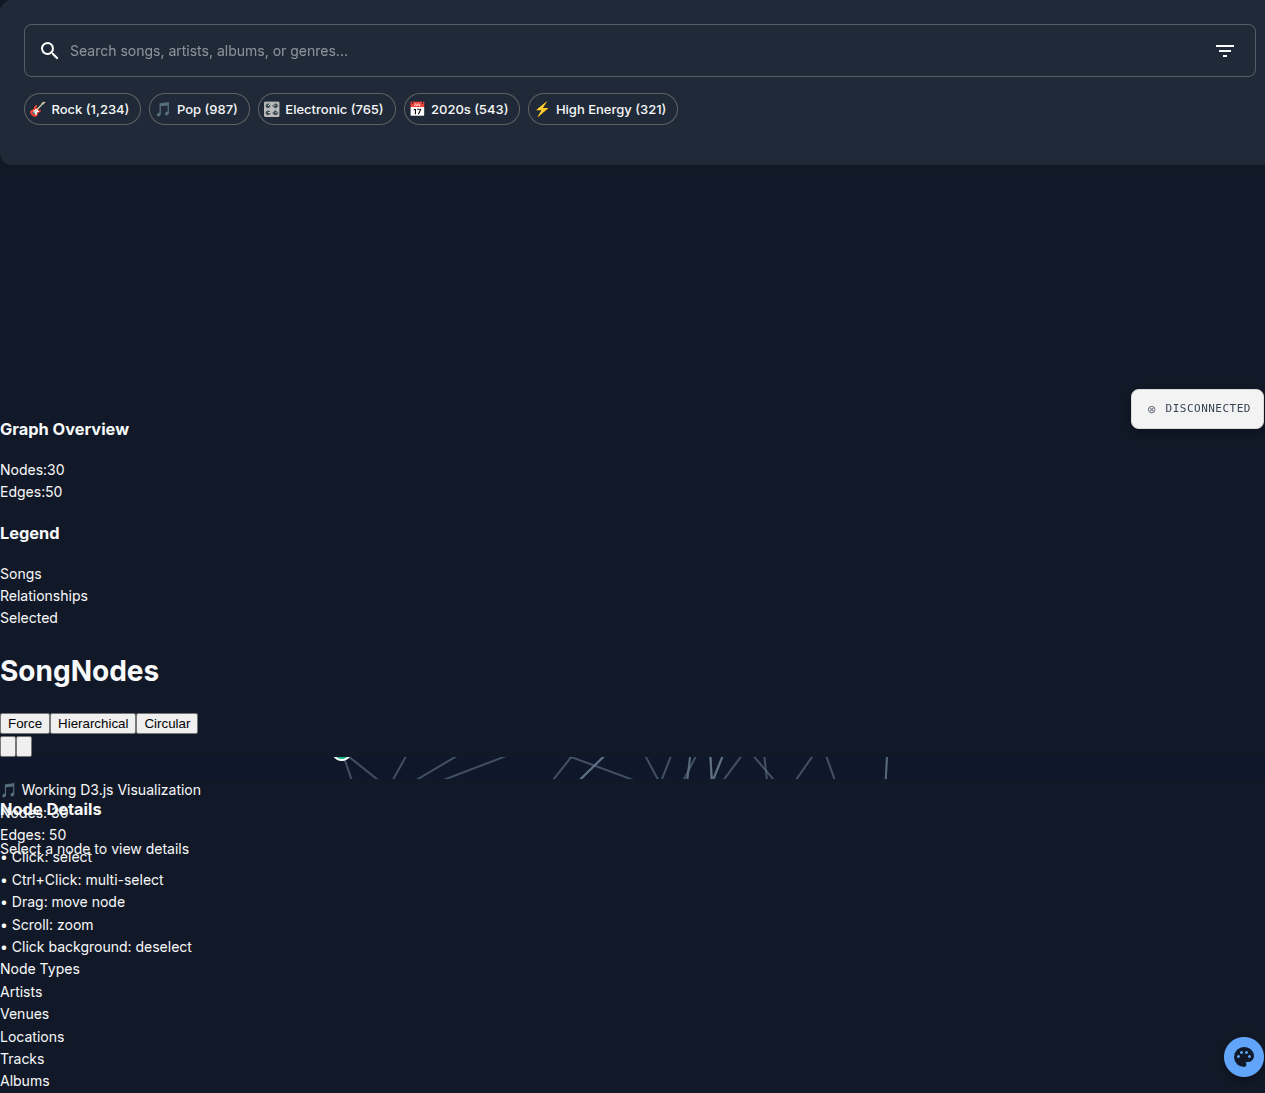 Search songs, artists, albums, or genres...
🎸 Rock (1,234) 🎵 Pop (987) 🎛️ Electronic (765) 📅 2020s (543) ⚡ High Energy (321)
⊗ DISCONNECTED
Graph Overview
Nodes:30
Edges:50
Legend
Songs
Relationships
Selected
SongNodes
Force Hierarchical Circular
🎵 Working D3.js Visualization
Node Details
Nodes: 30
Edges: 50
Select a node to view details
• Click: select
• Ctrl+Click: multi-select
• Drag: move node
• Scroll: zoom
• Click background: deselect
Node Types
Artists
Venues
Locations
Tracks
Albums